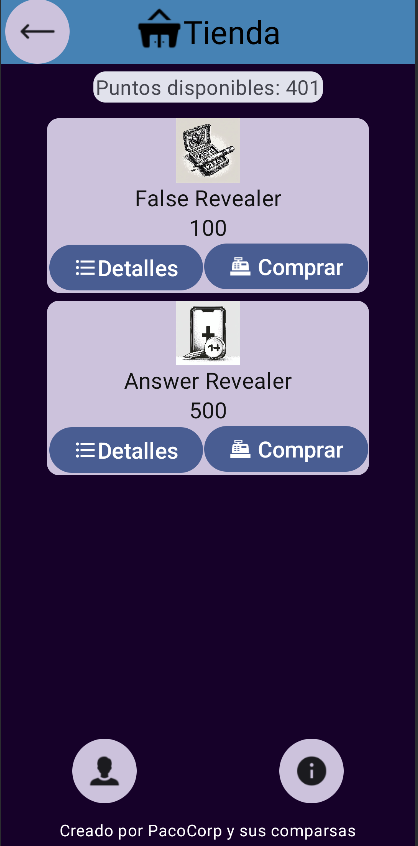 Tienda
Puntos disponibles: 401
False Revealer
100
Detalles
Comprar
Answer Revealer
500
Detalles
Comprar
Creado por PacoCorp y sus comparsas